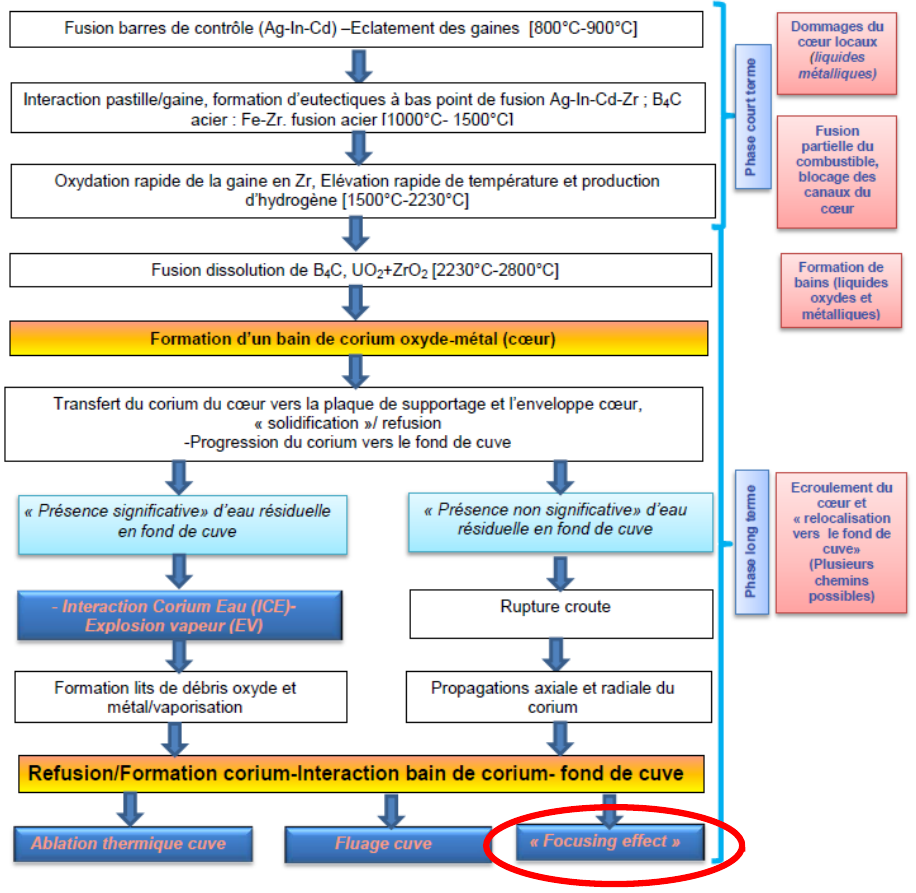 Fusion barres de contrôle (Ag-In-Cd) –Eclatement des gaines [800°C-900°C]
Interaction pastille/gaine, formation d'eutectiques à bas point de fusion Ag-In-Cd-Zr ; B₄C
acier : Fe-Zr, fusion acier [1000°C- 1500°C]
Oxydation rapide de la gaine en Zr, Elévation rapide de température et production
d'hydrogène [1500°C-2230°C]
Fusion dissolution de B₄C, UO₂+ZrO₂ [2230°C-2800°C]
Formation d'un bain de corium oxyde-métal (cœur)
Transfert du corium du cœur vers la plaque de supportage et l'enveloppe cœur,
« solidification »/ refusion
-Progression du corium vers le fond de cuve
« Présence significative» d'eau résiduelle
en fond de cuve
« Présence non significative» d'eau
résiduelle en fond de cuve
- Interaction Corium Eau (ICE)-
Explosion vapeur (EV)
Rupture croute
Formation lits de débris oxyde et
métal/vaporisation
Propagations axiale et radiale du
corium
Refusion/Formation corium-Interaction bain de corium- fond de cuve
Ablation thermique cuve
Fluage cuve
« Focusing effect »
Phase court terme
Phase long terme
Dommages du
cœur locaux
(liquides
métalliques)
Fusion
partielle du
combustible,
blocage des
canaux du
cœur
Formation de
bains (liquides
oxydes et
métalliques)
Ecroulement du
cœur et
« relocalisation
vers le fond de
cuve»
(Plusieurs
chemins
possibles)